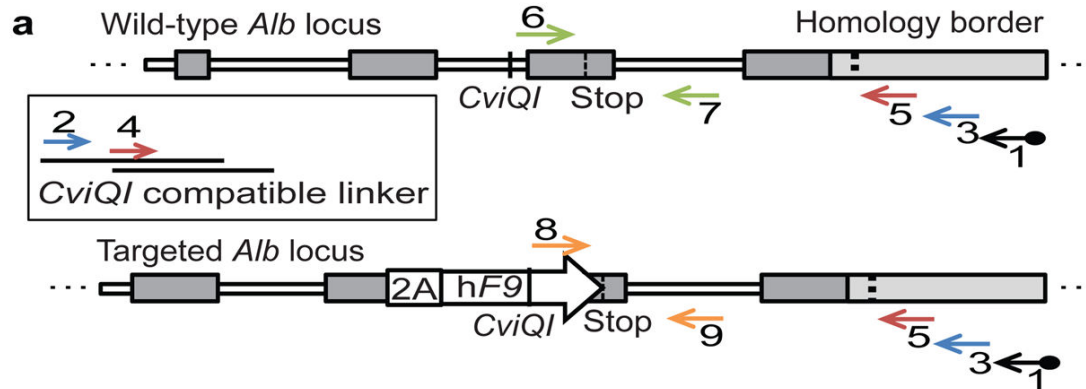 a Wild-type Alb locus
Homology border
6
CviQI Stop
7
5
3
1
2
4
CviQI compatible linker
Targeted Alb locus
8
2A hF9
CviQI Stop
9
5
3
1